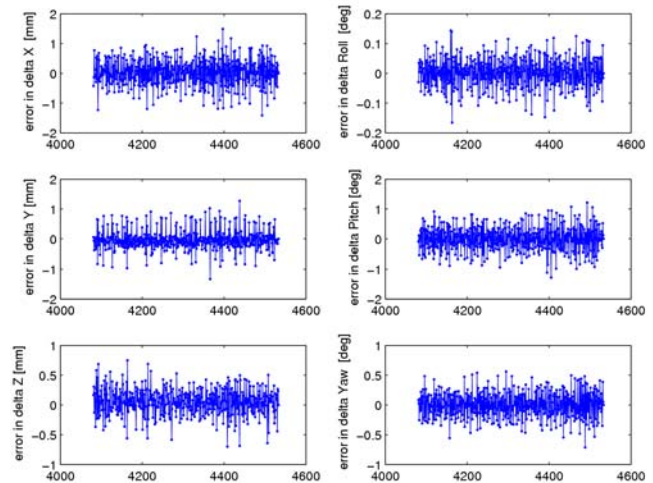 error in delta X [mm]
2
1
0
−1
−2
4000 4200 4400 4600
error in delta Roll [deg]
0.2
0.1
0
−0.1
0.2
4000 4200 4400 4600
error in delta Y [mm]
2
1
0
−1
−2
4000 4200 4400 4600
error in delta Pitch [deg]
2
1
0
−1
−2
4000 4200 4400 4600
error in delta Z [mm]
1
0.5
0
−0.5
−1
4000 4200 4400 4600
error in delta Yaw [deg]
1
0.5
0
−0.5
−1
4000 4200 4400 4600